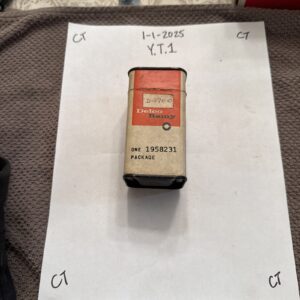 CT 1-1-2025 CT
Y.T.1
Delco
Remy
ONE 1958231
PACKAGE
CT CT